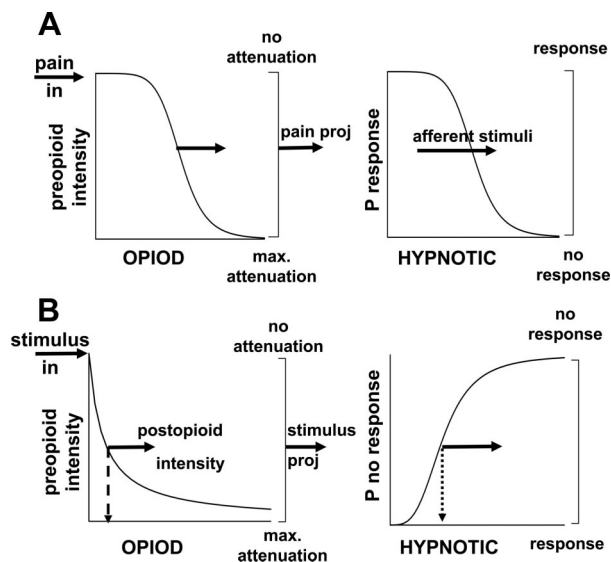 A
no
attenuation
pain
in
preopioid
intensity
pain proj
OPIOD
max.
attenuation
response
P response
afferent stimuli
HYPNOTIC
no
response
B
stimulus
in
no
attenuation
preopioid
intensity
postopioid
intensity
stimulus
proj
OPIOD
max.
attenuation
no
response
P no response
HYPNOTIC
response